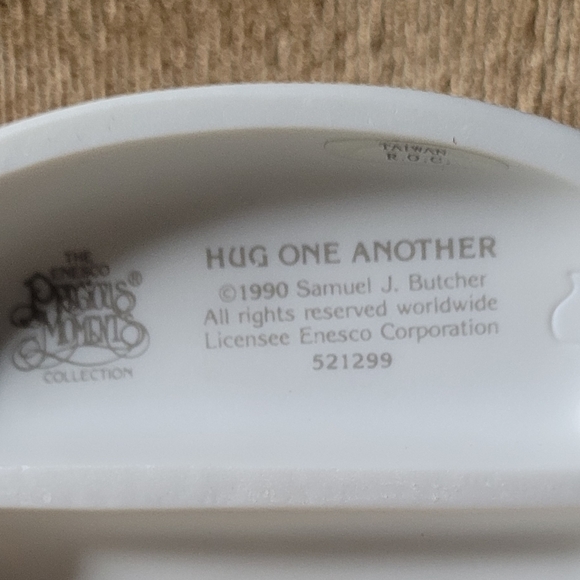 TAIWAN
R.O.C.
THE
ENESCO
PRECIOUS
MOMENTS®
COLLECTION
HUG ONE ANOTHER
©1990 Samuel J. Butcher
All rights reserved worldwide
Licensee Enesco Corporation
521299